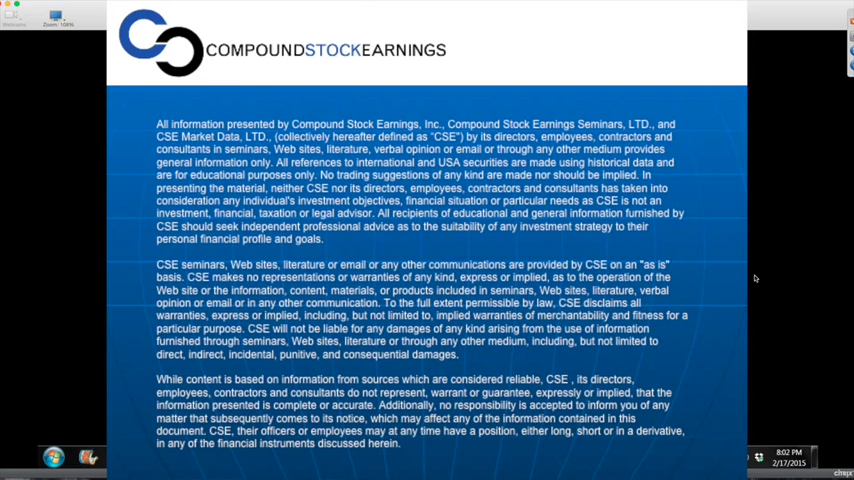 Webcams
Zoom: 108%
COMPOUNDSTOCKEARNINGS
All information presented by Compound Stock Earnings, Inc., Compound Stock Earnings Seminars, LTD., and
CSE Market Data, LTD., (collectively hereafter defined as "CSE") by its directors, employees, contractors and
consultants in seminars, Web sites, literature, verbal opinion or email or through any other medium provides
general information only. All references to international and USA securities are made using historical data and
are for educational purposes only. No trading suggestions of any kind are made nor should be implied. In
presenting the material, neither CSE nor its directors, employees, contractors and consultants has taken into
consideration any individual's investment objectives, financial situation or particular needs as CSE is not an
investment, financial, taxation or legal advisor. All recipients of educational and general information furnished by
CSE should seek independent professional advice as to the suitability of any investment strategy to their
personal financial profile and goals.
CSE seminars, Web sites, literature or email or any other communications are provided by CSE on an "as is"
basis. CSE makes no representations or warranties of any kind, express or implied, as to the operation of the
Web site or the information, content, materials, or products included in seminars, Web sites, literature, verbal
opinion or email or in any other communication. To the full extent permissible by law, CSE disclaims all
warranties, express or implied, including, but not limited to, implied warranties of merchantability and fitness for a
particular purpose. CSE will not be liable for any damages of any kind arising from the use of information
furnished through seminars, Web sites, literature or through any other medium, including, but not limited to
direct, indirect, incidental, punitive, and consequential damages.
While content is based on information from sources which are considered reliable, CSE , its directors,
employees, contractors and consultants do not represent, warrant or guarantee, expressly or implied, that the
information presented is complete or accurate. Additionally, no responsibility is accepted to inform you of any
matter that subsequently comes to its notice, which may affect any of the information contained in this
document. CSE, their officers or employees may at any time have a position, either long, short or in a derivative,
in any of the financial instruments discussed herein.
8:02 PM
2/17/2015
citrix